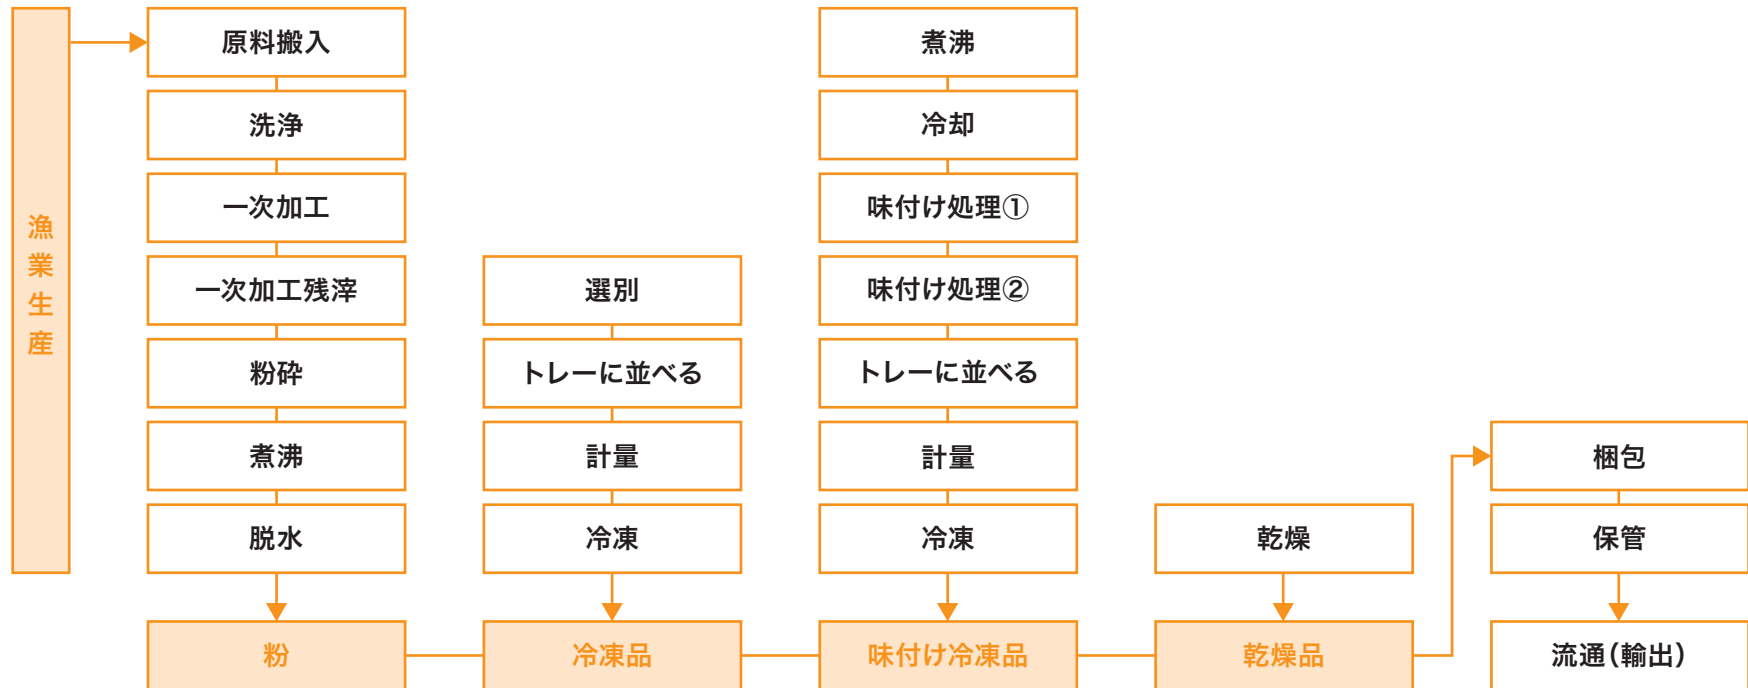 漁業生産
原料搬入
洗浄
一次加工
一次加工残滓
粉砕
煮沸
脱水
粉
選別
トレーに並べる
計量
冷凍
冷凍品
煮沸
冷却
味付け処理①
味付け処理②
トレーに並べる
計量
冷凍
味付け冷凍品
乾燥
乾燥品
梱包
保管
流通(輸出)